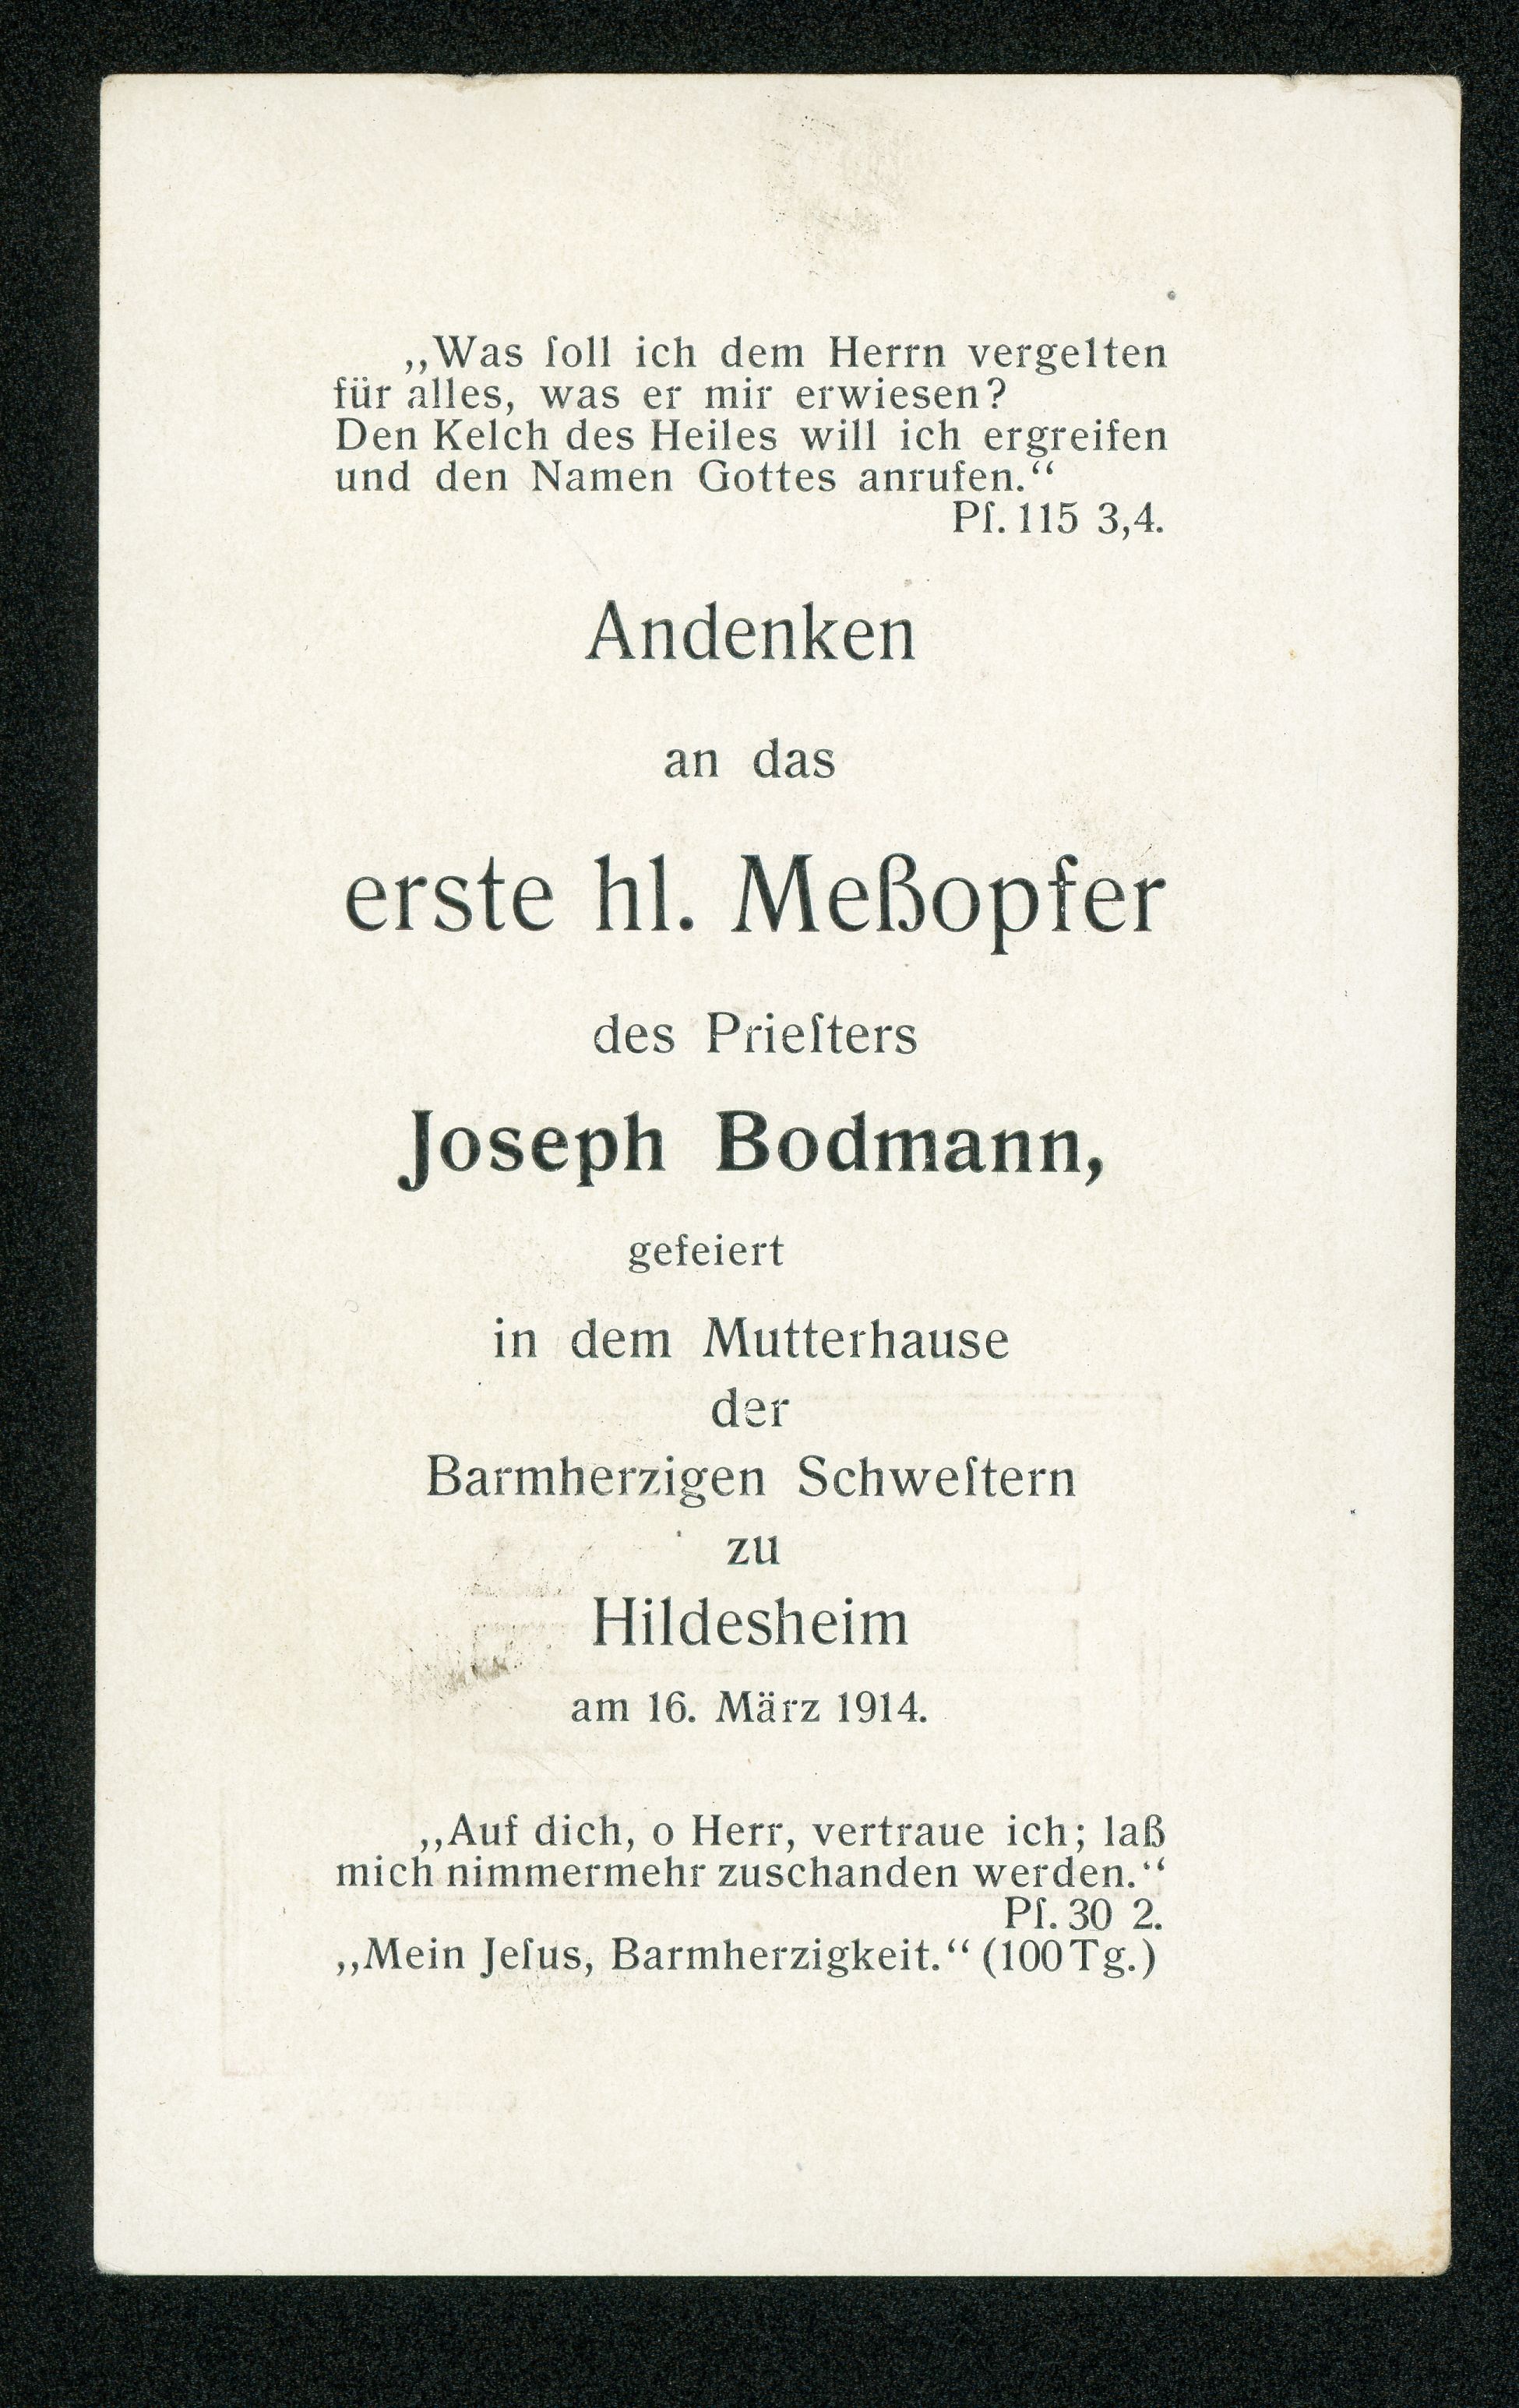 „Was ſoll ich dem Herrn vergelten
für alles, was er mir erwiesen?
Den Kelch des Heiles will ich ergreifen
und den Namen Gottes anrufen.“
Pſ. 115 3,4.
Andenken
an das
erste hl. Meßopfer
des Prieſters
Joseph Bodmann,
gefeiert
in dem Mutterhause
der
Barmherzigen Schweſtern
zu
Hildesheim
am 16. März 1914.
„Auf dich, o Herr, vertraue ich; laß
mich nimmermehr zuschanden werden.“
Pſ. 30 2.
„Mein Jeſus, Barmherzigkeit.“ (100 Tg.)